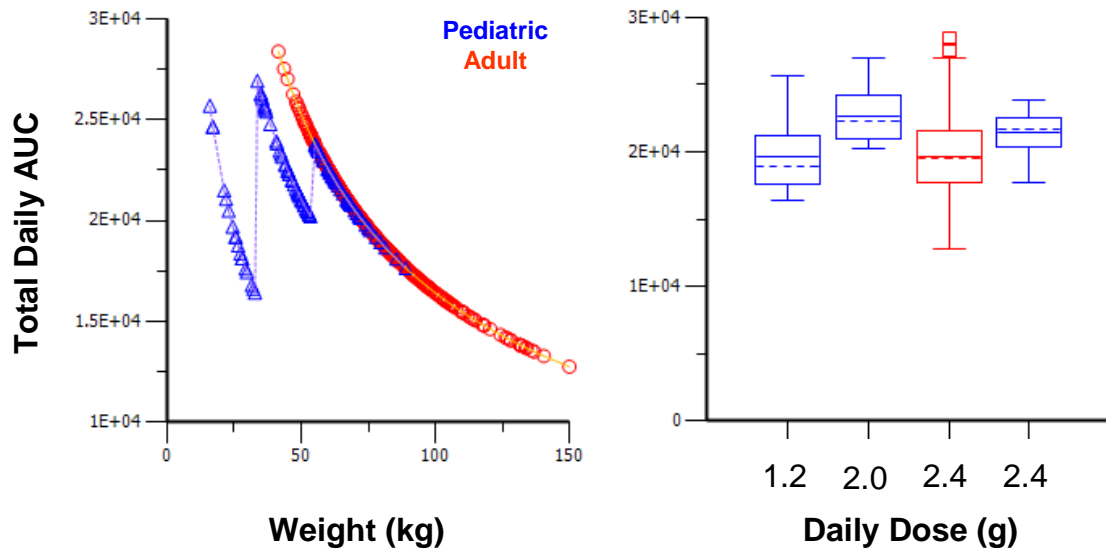 Pediatric
Adult
Total Daily AUC
3E+04
2.5E+04
2E+04
1.5E+04
1E+04
0
50
100
150
Weight (kg)
3E+04
2E+04
1E+04
0
1.2
2.0
2.4
2.4
Daily Dose (g)